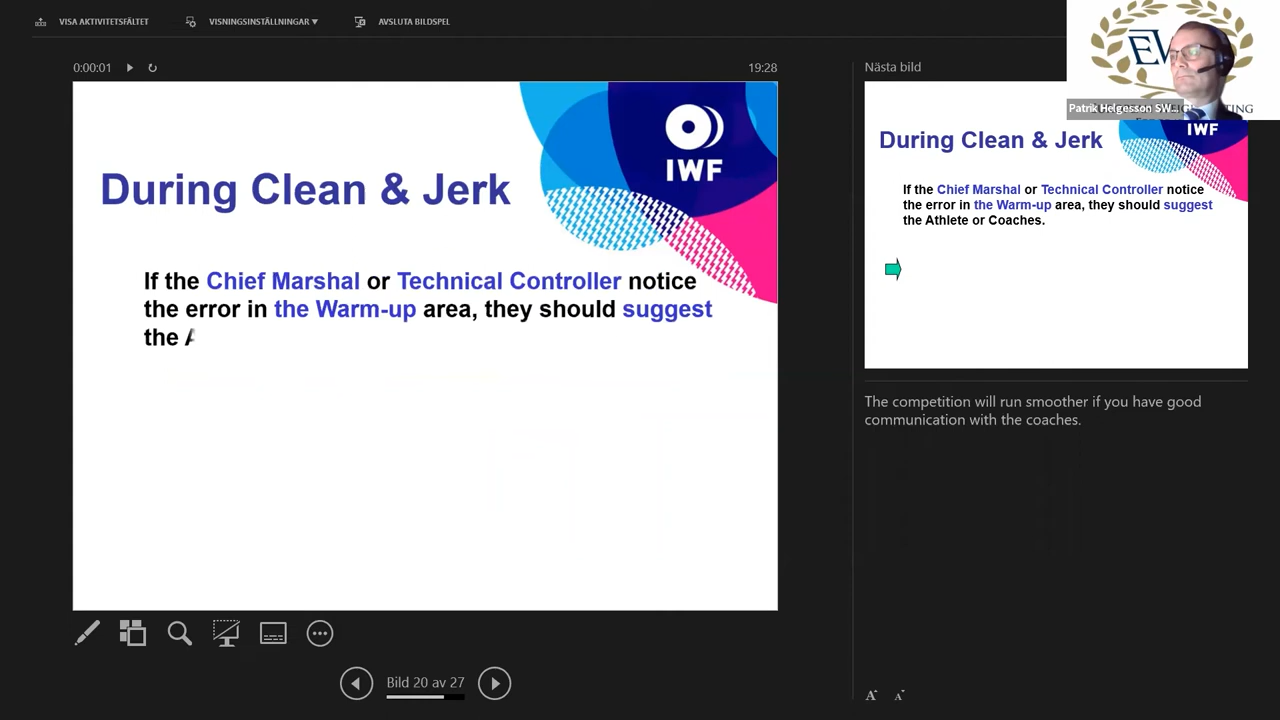 VISA AKTIVITETSFÄLTET
VISNINGSINSTÄLLNINGAR ▼
AVSLUTA BILDSPEL
0:00:01
19:28
IWF
During Clean & Jerk
If the Chief Marshal or Technical Controller notice
the error in the Warm-up area, they should suggest
the A
Bild 20 av 27
Nästa bild
Patrik Helgesson SW...
IWF
During Clean & Jerk
If the Chief Marshal or Technical Controller notice
the error in the Warm-up area, they should suggest
the Athlete or Coaches.
The competition will run smoother if you have good
communication with the coaches.
A
A